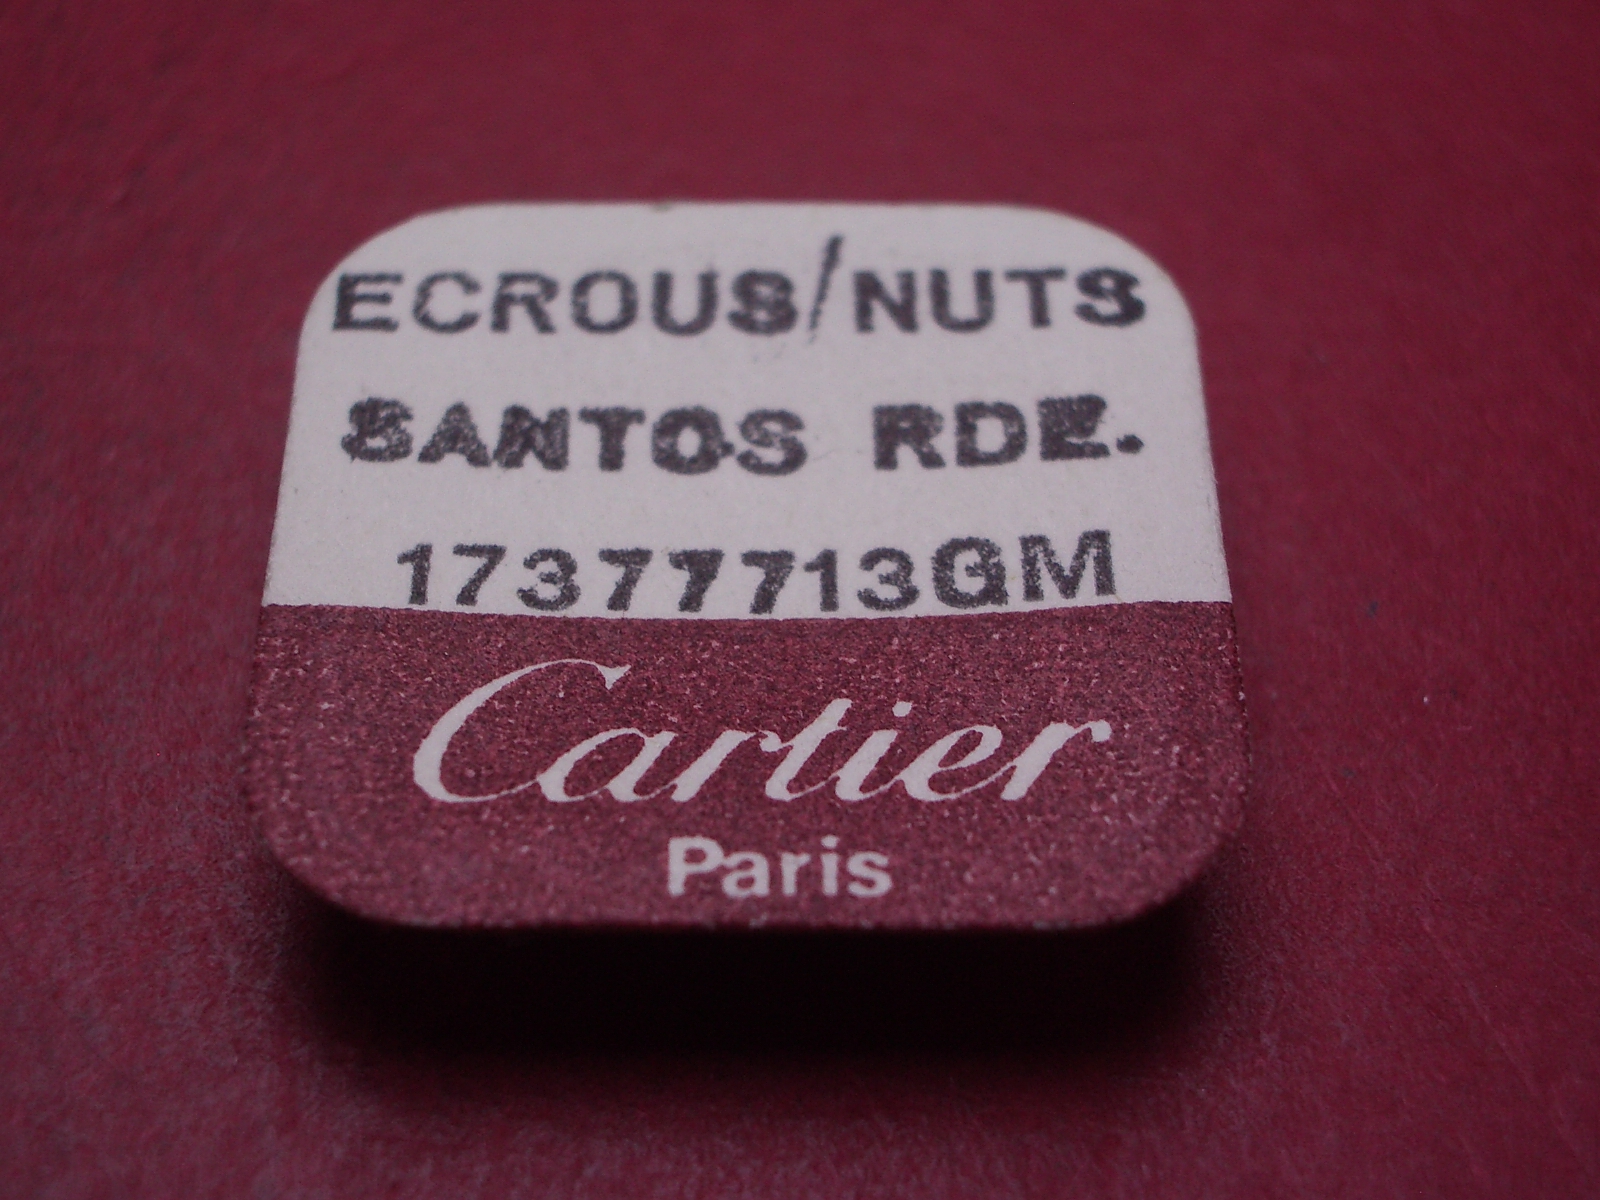 ECROUS/NUTS
SANTOS RDE.
17377713GM
Cartier
Paris